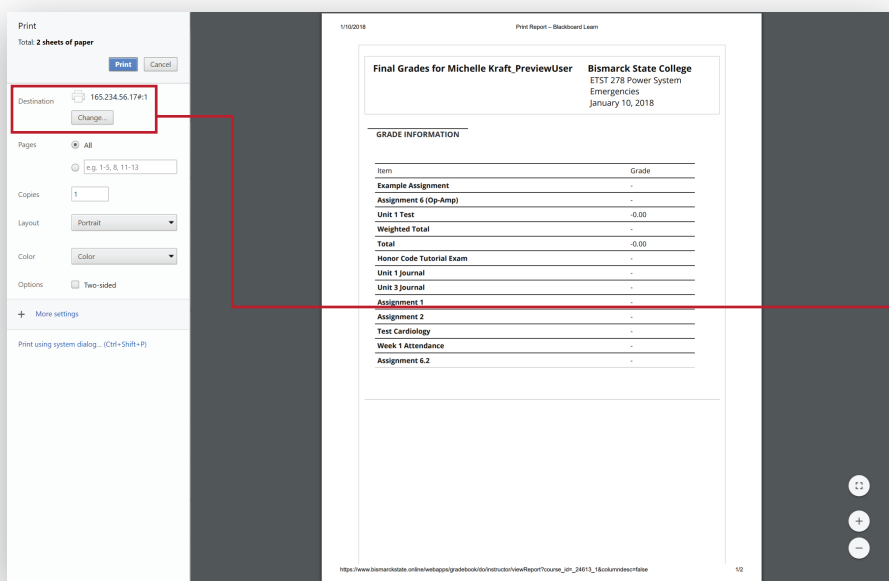 Print
Total: 2 sheets of paper
Print Cancel
Destination 165.234.56.17#:1
Change...
Pages All
e.g. 1-5, 8, 11-13
Copies 1
Layout Portrait
Color Color
Options Two-sided
+ More settings
Print using system dialog... (Ctrl+Shift+P)
1/10/2018 Print Report – Blackboard Learn
Final Grades for Michelle Kraft_PreviewUser
Bismarck State College
ETST 278 Power System
Emergencies
January 10, 2018
GRADE INFORMATION
Item Grade
Example Assignment -
Assignment 6 (Op-Amp) -
Unit 1 Test -0.00
Weighted Total -
Total -0.00
Honor Code Tutorial Exam -
Unit 1 Journal -
Unit 3 Journal -
Assignment 1 -
Assignment 2 -
Test Cardiology -
Week 1 Attendance -
Assignment 6.2 -
https://www.bismarckstate.online/webapps/gradebook/do/instructor/viewReport?course_id=_24613_1&columndesc=false 1/2